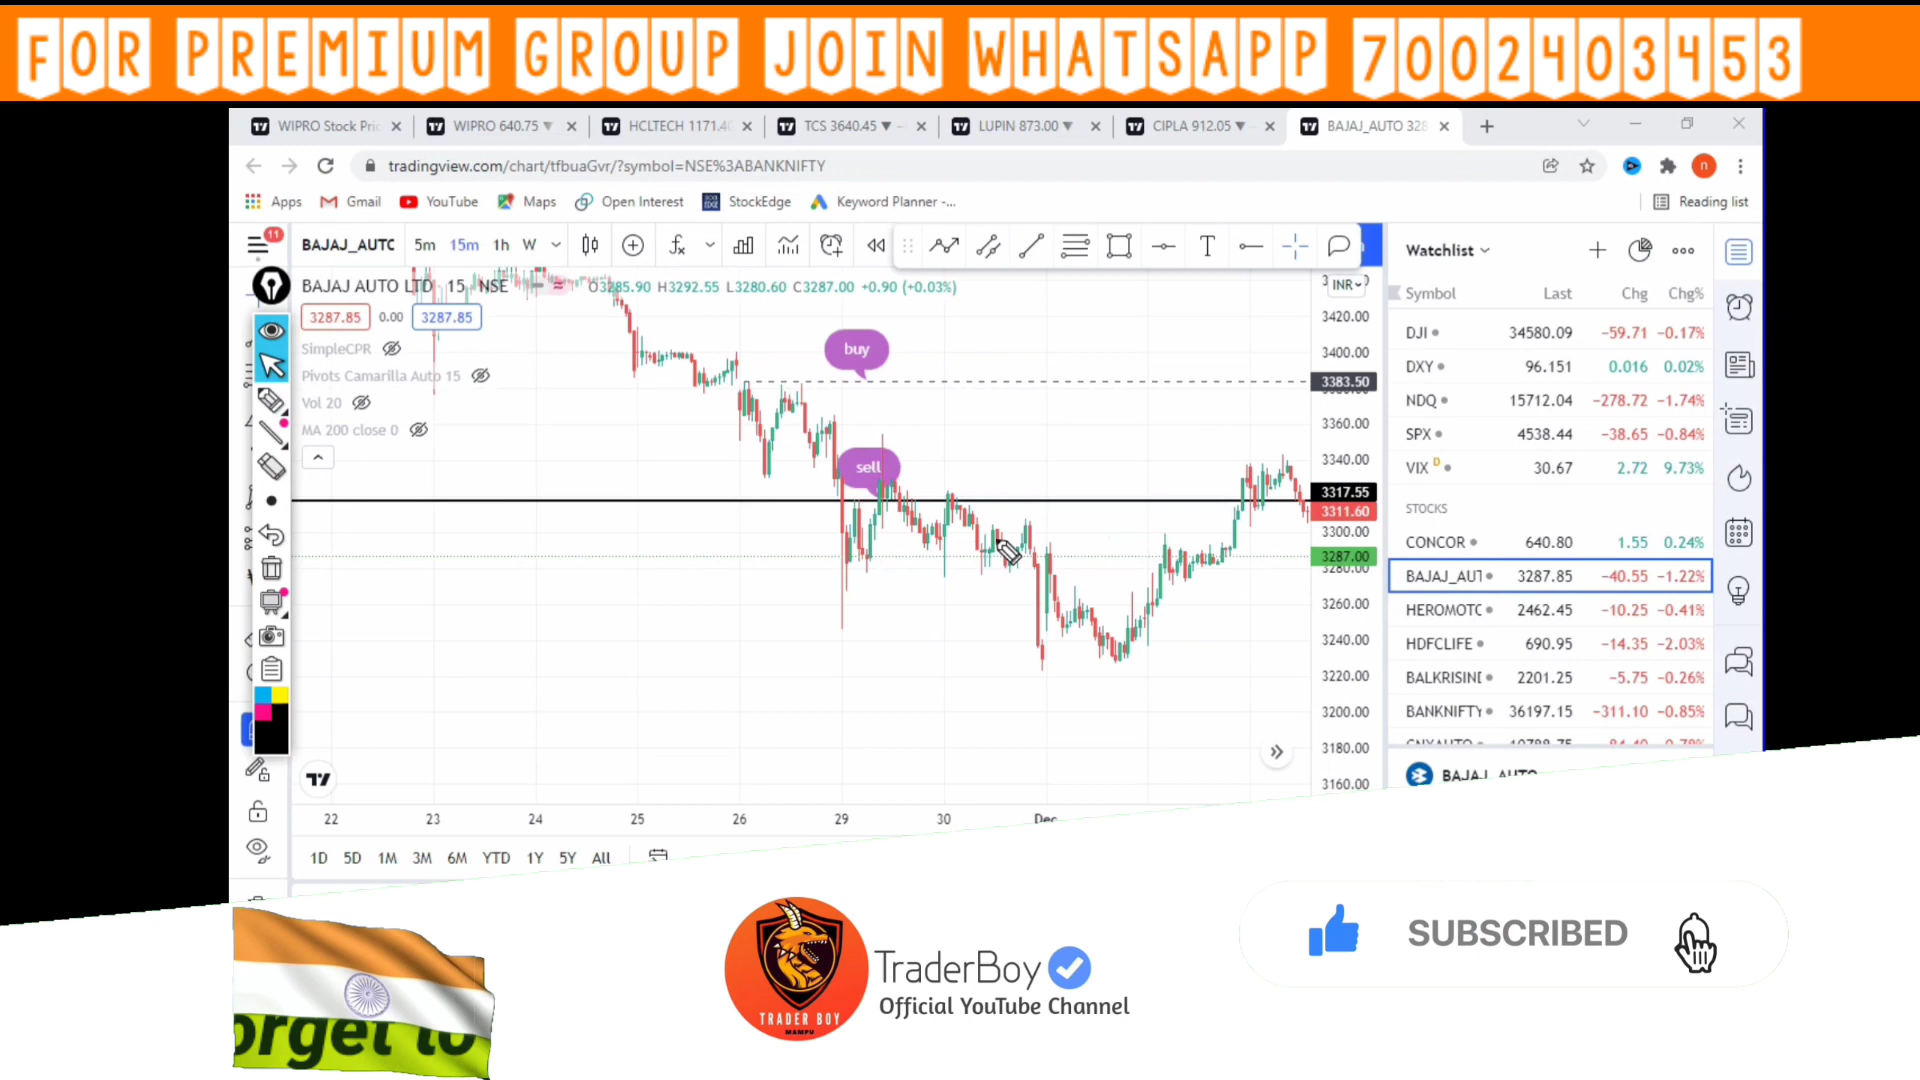 FOR PREMIUM GROUP JOIN WHATSAPP 7002403453
WIPRO Stock Pric
WIPRO 640.75 ▼
HCLTECH 1171.4
TCS 3640.45 ▼
LUPIN 873.00 ▼
CIPLA 912.05 ▼
BAJAJ_AUTO 328
tradingview.com/chart/tfbuaGvr/?symbol=NSE%3ABANKNIFTY
Apps Gmail YouTube Maps Open Interest StockEdge Keyword Planner -... Reading list
11
BAJAJ_AUTC 5m 15m 1h W
BAJAJ AUTO LTD 15 NSE O3285.90 H3292.55 L3280.60 C3287.00 +0.90 (+0.03%)
3287.85 0.00 3287.85
SimpleCPR
Pivots Camarilla Auto 15
Vol 20
MA 200 close 0
buy
sell
INR
3420.00
3400.00
3383.50
3360.00
3340.00
3317.55
3311.60
3300.00
3287.00
3280.00
3260.00
3240.00
3220.00
3200.00
3180.00
3160.00
22 23 24 25 26 29 30 Dec
1D 5D 1M 3M 6M YTD 1Y 5Y All
Watchlist
Symbol Last Chg Chg%
DJI 34580.09 −59.71 −0.17%
DXY 96.151 0.016 0.02%
NDQ 15712.04 −278.72 −1.74%
SPX 4538.44 −38.65 −0.84%
VIX D 30.67 2.72 9.73%
STOCKS
CONCOR 640.80 1.55 0.24%
BAJAJ_AUT 3287.85 −40.55 −1.22%
HEROMOTC 2462.45 −10.25 −0.41%
HDFCLIFE 690.95 −14.35 −2.03%
BALKRISIND 2201.25 −5.75 −0.26%
BANKNIFTY 36197.15 −311.10 −0.85%
BAJAJ_AUTO
orget to
TRADER BOY
MAMPU
TraderBoy
Official YouTube Channel
SUBSCRIBED